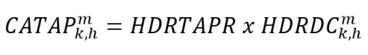 CATAP^m_{k,h} = HDRTAPR x HDRDC^m_{k,h}